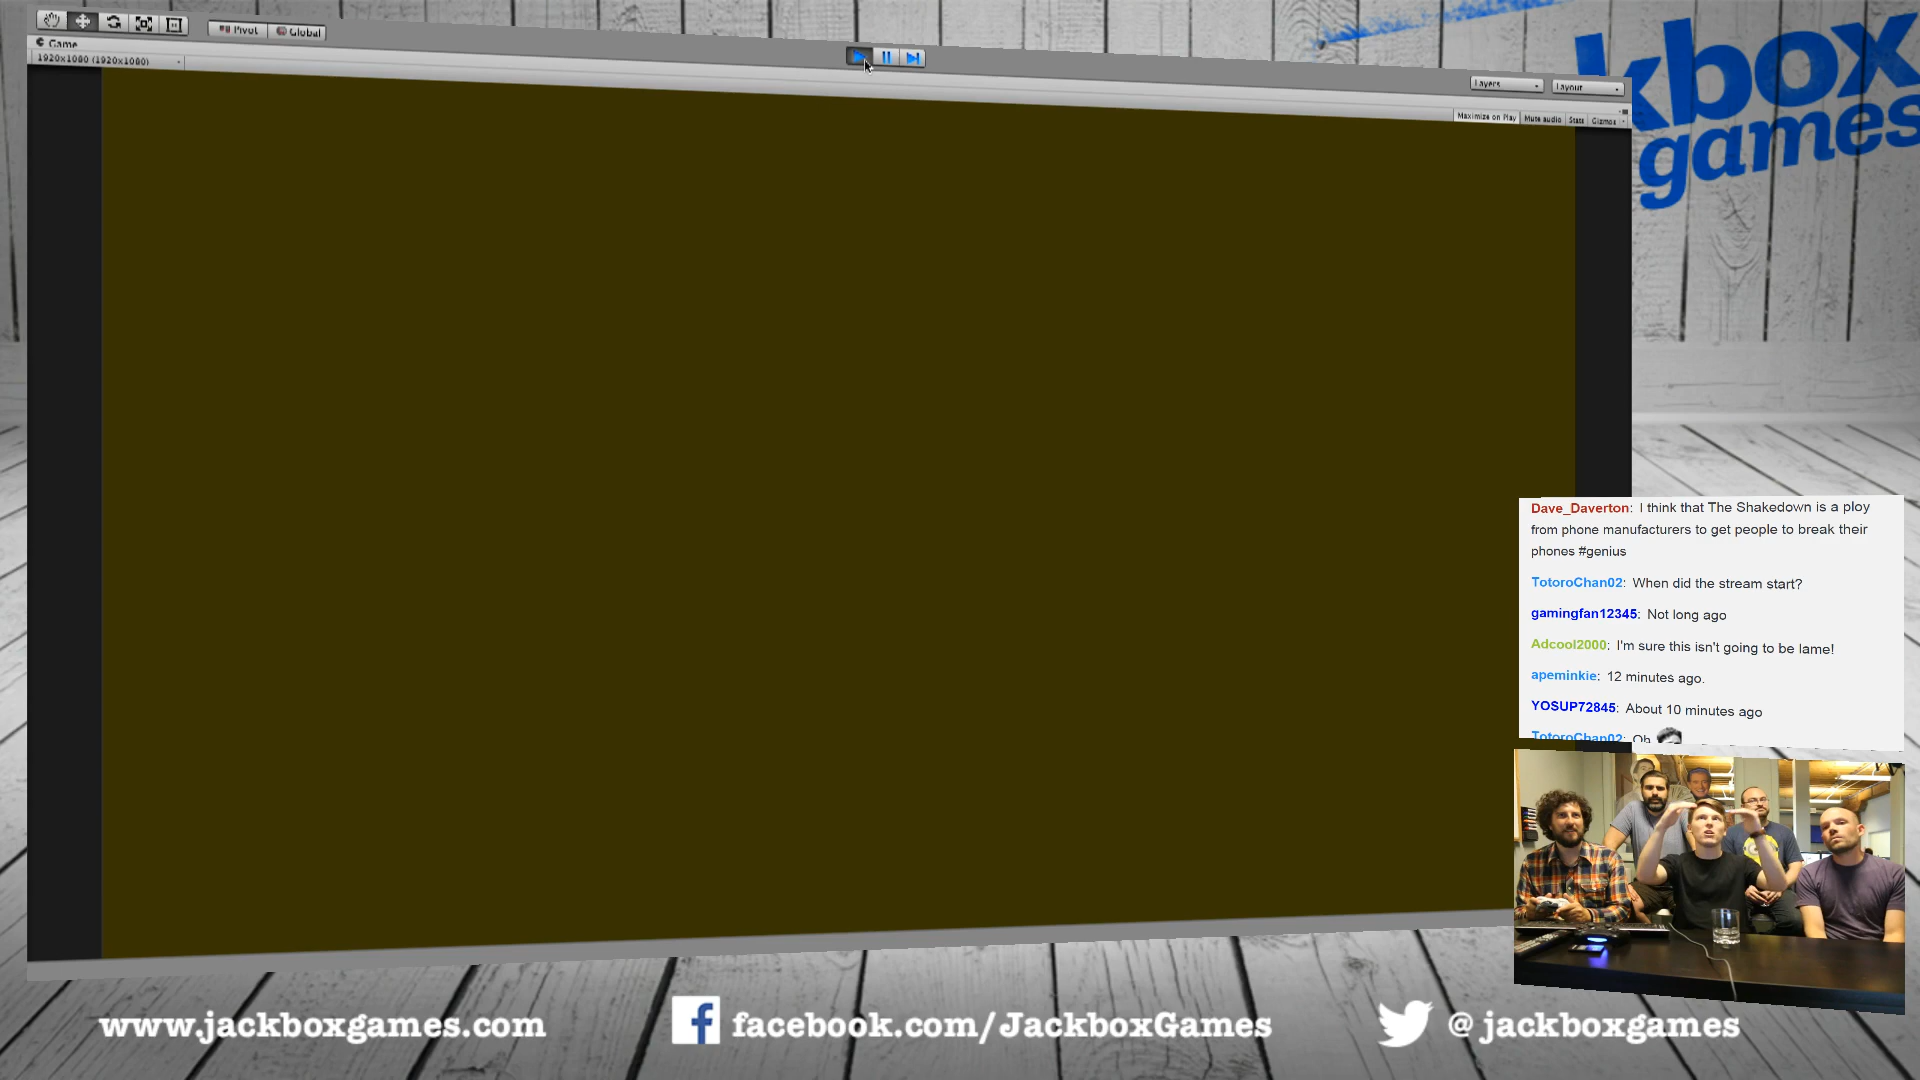 Pivot Global
Game
1920x1080 (1920x1080)
Layers Layout
Maximize on Play Mute audio Stats Gizmos
kbox
games
Dave_Daverton: I think that The Shakedown is a ploy
from phone manufacturers to get people to break their
phones #genius
TotoroChan02: When did the stream start?
gamingfan12345: Not long ago
Adcool2000: I'm sure this isn't going to be lame!
apeminkie: 12 minutes ago.
YOSUP72845: About 10 minutes ago
TotoroChan02: Oh
www.jackboxgames.com
facebook.com/JackboxGames
@jackboxgames